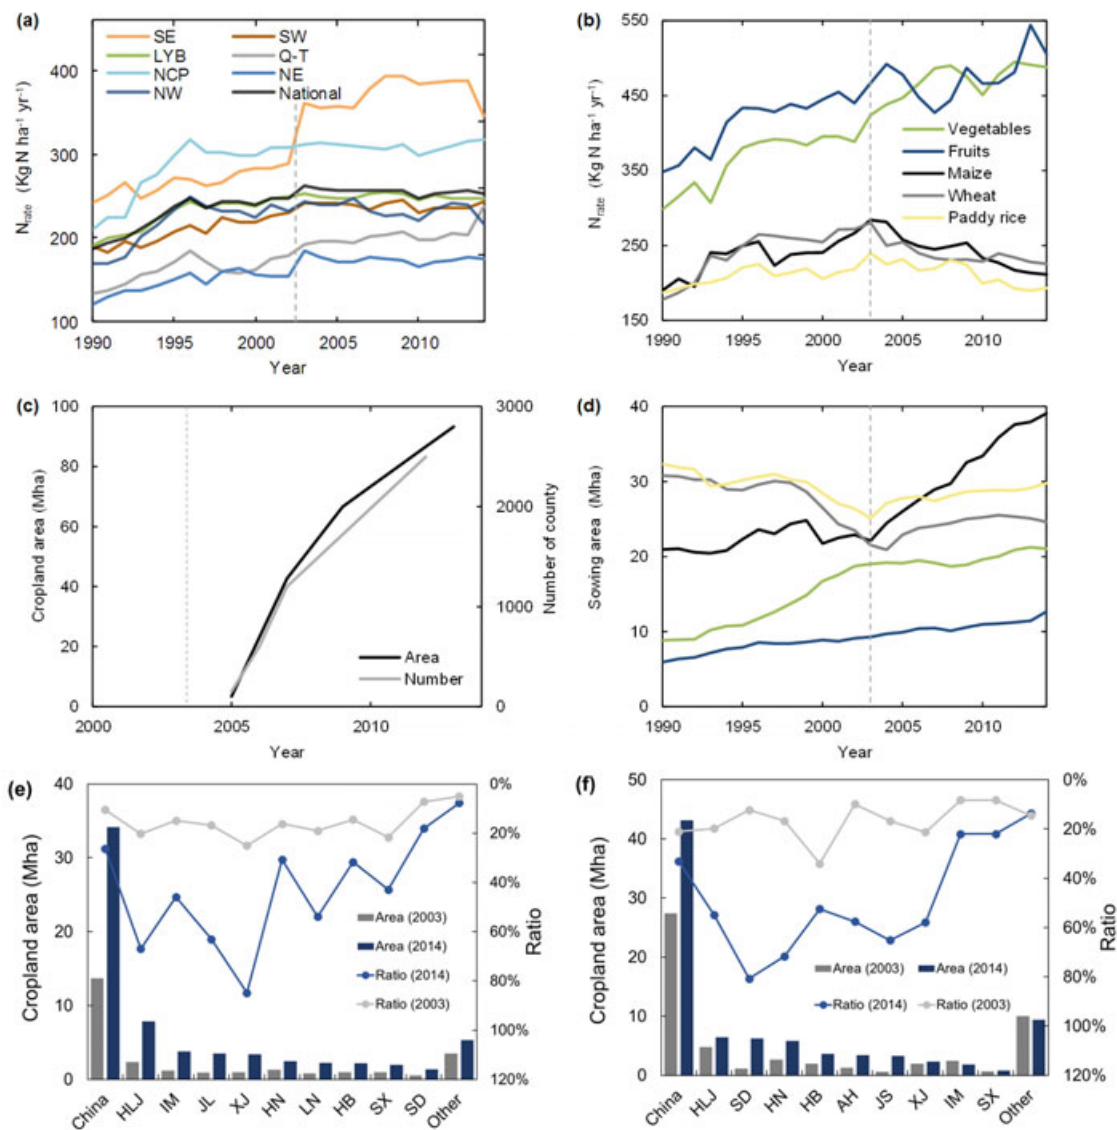 (a)
SE
SW
LYB
Q-T
NCP
NE
NW
National
N_rate (Kg N ha⁻¹ yr⁻¹)
400
300
200
100
1990
1995
2000
2005
2010
Year
(b)
N_rate (Kg N ha⁻¹ yr⁻¹)
550
450
350
250
150
Vegetables
Fruits
Maize
Wheat
Paddy rice
1990
1995
2000
2005
2010
Year
(c)
Cropland area (Mha)
100
80
60
40
20
0
3000
2000
1000
0
Number of county
Area
Number
2000
2005
2010
Year
(d)
Sowing area (Mha)
40
30
20
10
0
1990
1995
2000
2005
2010
Year
(e)
Cropland area (Mha)
40
30
20
10
0
0%
20%
40%
60%
80%
100%
120%
Ratio
Area (2003)
Area (2014)
Ratio (2014)
Ratio (2003)
China
HLJ
IM
JL
XJ
HN
LN
HB
SX
SD
Other
(f)
Cropland area (Mha)
50
40
30
20
10
0
0%
20%
40%
60%
80%
100%
120%
Ratio
Area (2003)
Area (2014)
Ratio (2014)
Ratio (2003)
China
HLJ
SD
HN
HB
AH
JS
XJ
IM
SX
Other